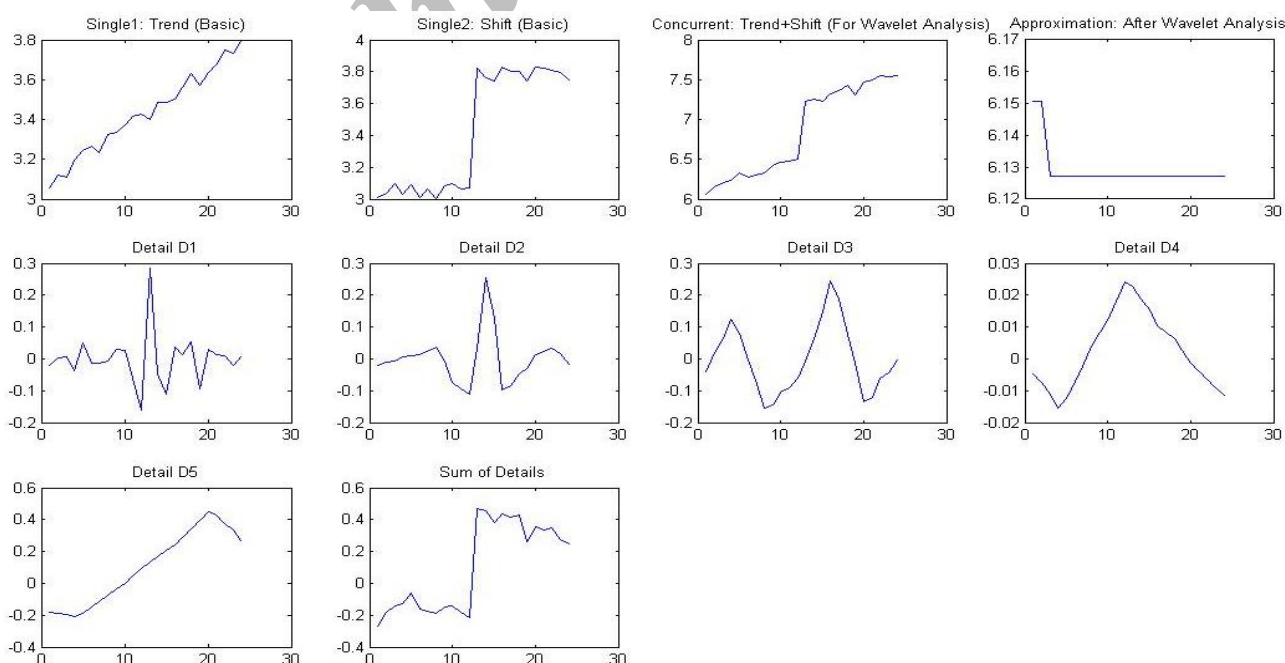 Single1: Trend (Basic)
Single2: Shift (Basic)
Concurrent: Trend+Shift (For Wavelet Analysis)
Approximation: After Wavelet Analysis
3.8
3.6
3.4
3.2
3
0 10 20 30
4
3.8
3.6
3.4
3.2
3
0 10 20 30
8
7.5
7
6.5
6
0 10 20 30
6.17
6.16
6.15
6.14
6.13
6.12
0 10 20 30
Detail D1
Detail D2
Detail D3
Detail D4
0.3
0.2
0.1
0
-0.1
-0.2
0 10 20 30
0.3
0.2
0.1
0
-0.1
-0.2
0 10 20 30
0.3
0.2
0.1
0
-0.1
-0.2
0 10 20 30
0.03
0.02
0.01
0
-0.01
-0.02
0 10 20 30
Detail D5
Sum of Details
0.6
0.4
0.2
0
-0.2
-0.4
0 10 20 30
0.6
0.4
0.2
0
-0.2
-0.4
0 10 20 30